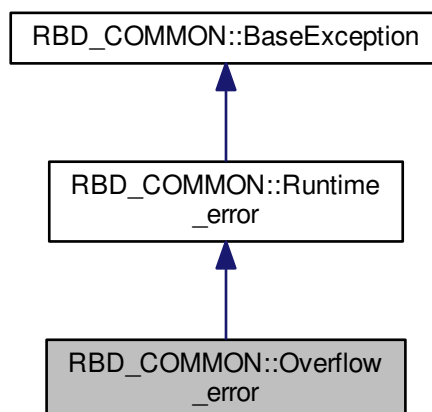 RBD_COMMON::BaseException
RBD_COMMON::Runtime
_error
RBD_COMMON::Overflow
_error